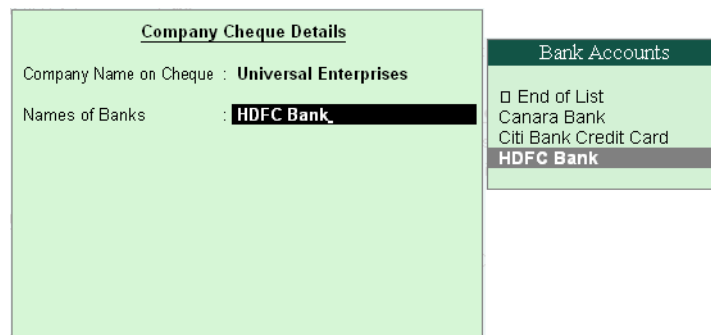 Company Cheque Details
Company Name on Cheque : Universal Enterprises
Names of Banks : HDFC Bank
Bank Accounts
End of List
Canara Bank
Citi Bank Credit Card
HDFC Bank